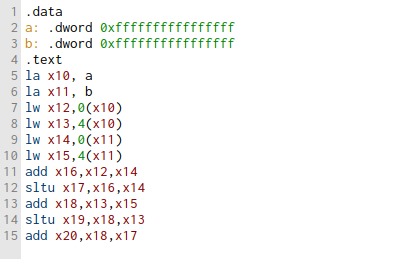 1 .data
2 a: .dword 0xffffffffffffffff
3 b: .dword 0xffffffffffffffff
4 .text
5 la x10, a
6 la x11, b
7 lw x12,0(x10)
8 lw x13,4(x10)
9 lw x14,0(x11)
10 lw x15,4(x11)
11 add x16,x12,x14
12 sltu x17,x16,x14
13 add x18,x13,x15
14 sltu x19,x18,x13
15 add x20,x18,x17